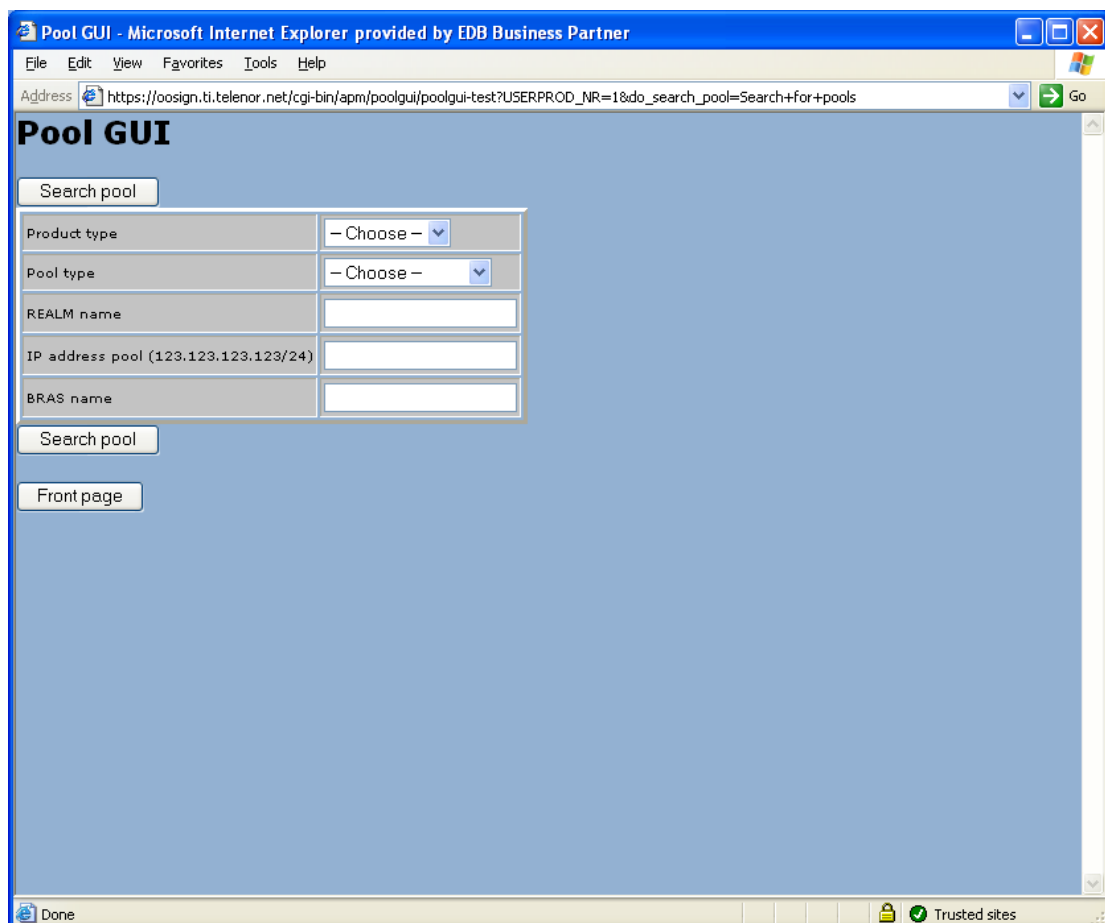 Pool GUI - Microsoft Internet Explorer provided by EDB Business Partner
File Edit View Favorites Tools Help
Address https://oosign.ti.telenor.net/cgi-bin/apm/poolgui/poolgui-test?USERPROD_NR=1&do_search_pool=Search+for+pools Go
Pool GUI
Search pool
Product type – Choose –
Pool type – Choose –
REALM name
IP address pool (123.123.123.123/24)
BRAS name
Search pool
Front page
Done Trusted sites